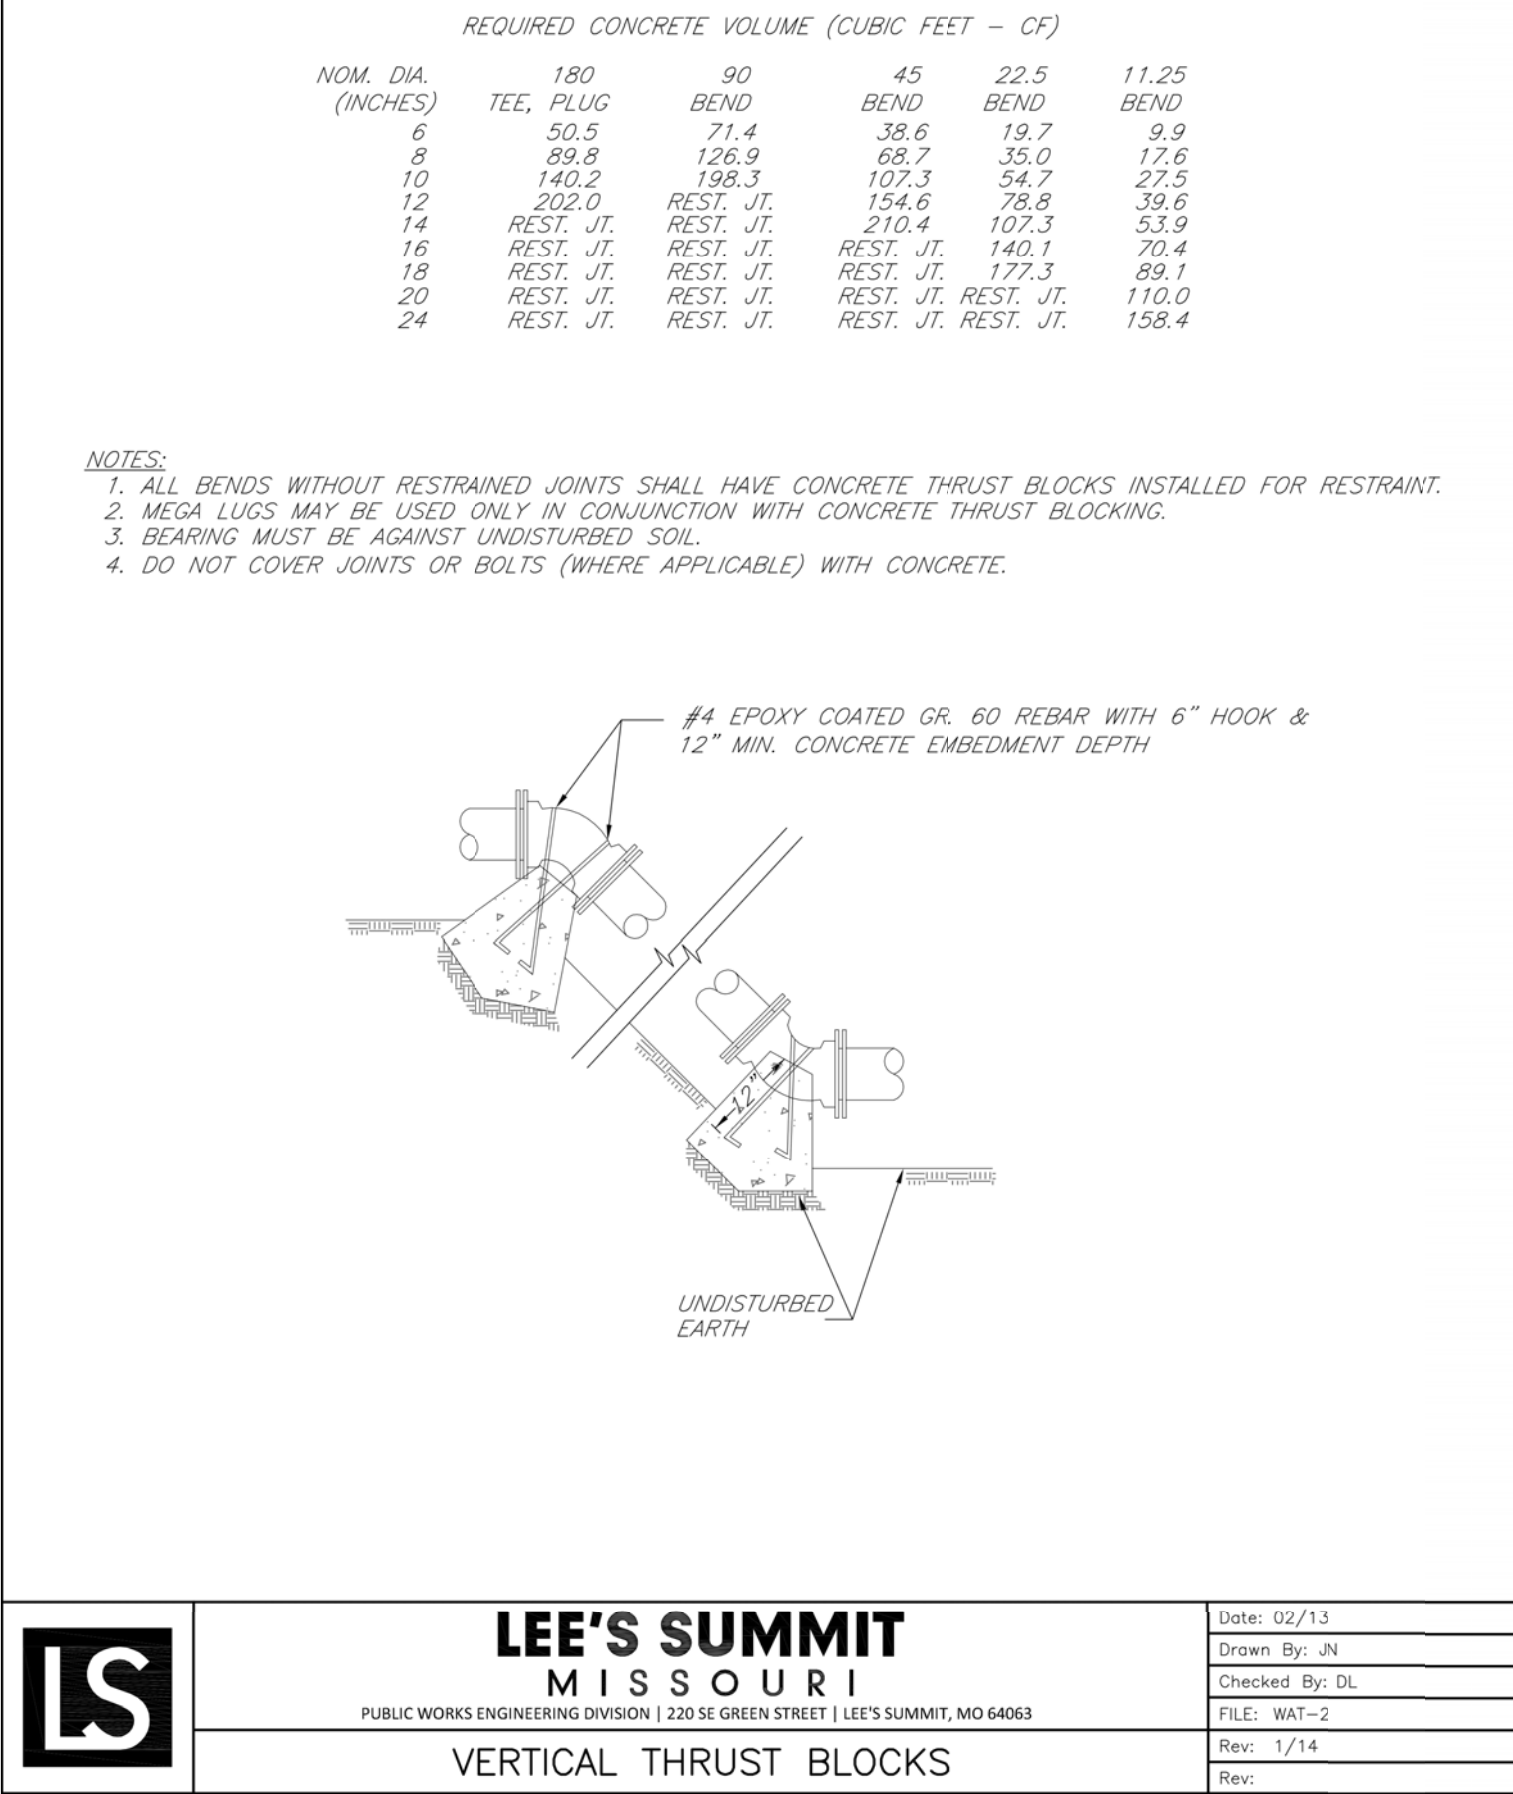 REQUIRED CONCRETE VOLUME (CUBIC FEET – CF)
NOM. DIA. 180 90 45 22.5 11.25
(INCHES) TEE, PLUG BEND BEND BEND BEND
6 50.5 71.4 38.6 19.7 9.9
8 89.8 126.9 68.7 35.0 17.6
10 140.2 198.3 107.3 54.7 27.5
12 202.0 REST. JT. 154.6 78.8 39.6
14 REST. JT. REST. JT. 210.4 107.3 53.9
16 REST. JT. REST. JT. REST. JT. 140.1 70.4
18 REST. JT. REST. JT. REST. JT. 177.3 89.1
20 REST. JT. REST. JT. REST. JT. REST. JT. 110.0
24 REST. JT. REST. JT. REST. JT. REST. JT. 158.4
NOTES:
1. ALL BENDS WITHOUT RESTRAINED JOINTS SHALL HAVE CONCRETE THRUST BLOCKS INSTALLED FOR RESTRAINT.
2. MEGA LUGS MAY BE USED ONLY IN CONJUNCTION WITH CONCRETE THRUST BLOCKING.
3. BEARING MUST BE AGAINST UNDISTURBED SOIL.
4. DO NOT COVER JOINTS OR BOLTS (WHERE APPLICABLE) WITH CONCRETE.
#4 EPOXY COATED GR. 60 REBAR WITH 6" HOOK &
12" MIN. CONCRETE EMBEDMENT DEPTH
12"
UNDISTURBED
EARTH
LS
LEE'S SUMMIT
MISSOURI
PUBLIC WORKS ENGINEERING DIVISION | 220 SE GREEN STREET | LEE'S SUMMIT, MO 64063
VERTICAL THRUST BLOCKS
Date: 02/13
Drawn By: JN
Checked By: DL
FILE: WAT–2
Rev: 1/14
Rev: